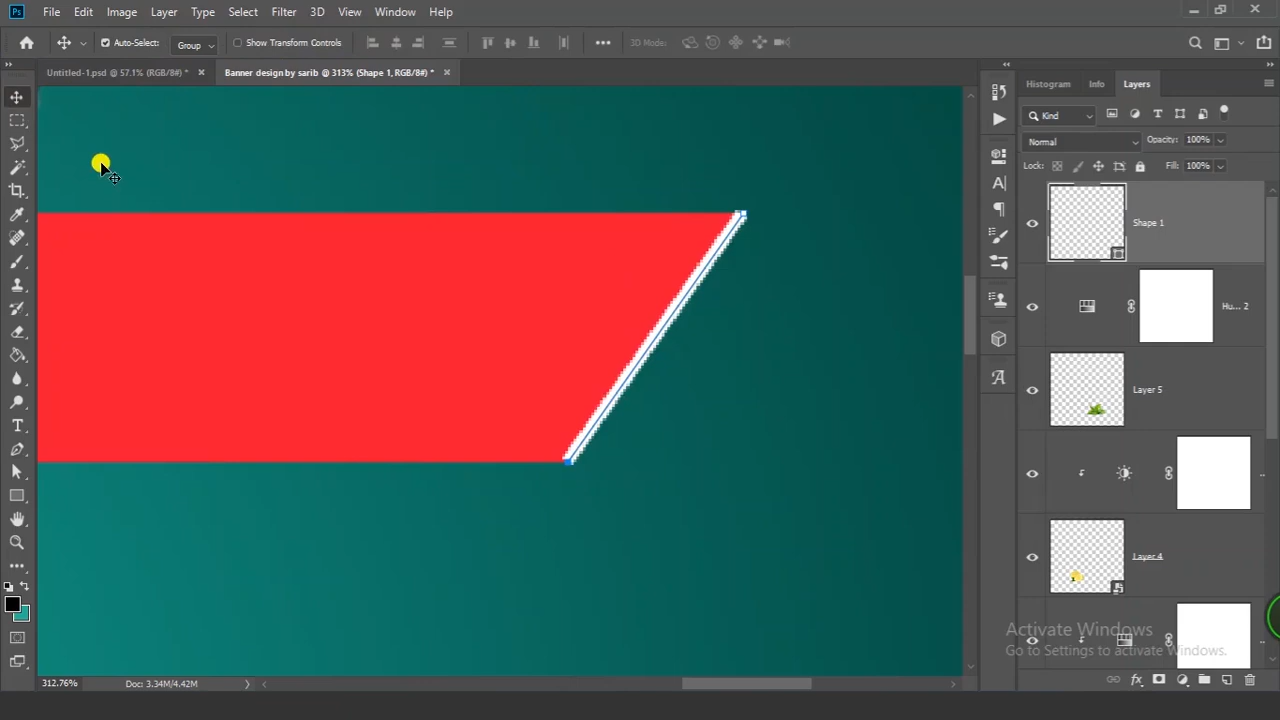 Ps File Edit Image Layer Type Select Filter 3D View Window Help
Auto-Select: Group Show Transform Controls 3D Mode:
Untitled-1.psd @ 57.1% (RGB/8#) * Banner design by sarib @ 313% (Shape 1, RGB/8#) *
Histogram Info Layers
Kind
Normal Opacity: 100%
Lock: Fill: 100%
Shape 1
Hu... 2
Layer 5
Layer 4
Activate Windows
Go to Settings to activate Windows.
312.76% Doc: 3.34M/4.42M